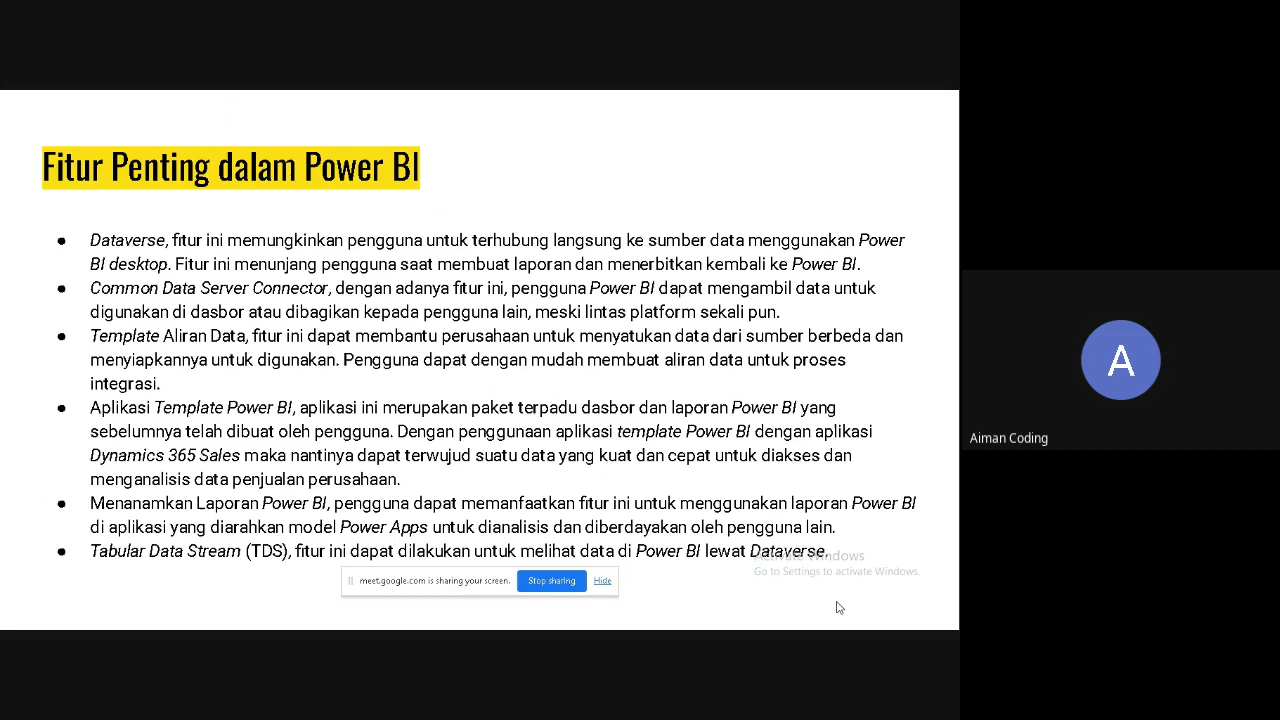 Fitur Penting dalam Power BI
● Dataverse, fitur ini memungkinkan pengguna untuk terhubung langsung ke sumber data menggunakan Power
BI desktop. Fitur ini menunjang pengguna saat membuat laporan dan menerbitkan kembali ke Power BI.
● Common Data Server Connector, dengan adanya fitur ini, pengguna Power BI dapat mengambil data untuk
digunakan di dasbor atau dibagikan kepada pengguna lain, meski lintas platform sekali pun.
● Template Aliran Data, fitur ini dapat membantu perusahaan untuk menyatukan data dari sumber berbeda dan
menyiapkannya untuk digunakan. Pengguna dapat dengan mudah membuat aliran data untuk proses
integrasi.
● Aplikasi Template Power BI, aplikasi ini merupakan paket terpadu dasbor dan laporan Power BI yang
sebelumnya telah dibuat oleh pengguna. Dengan penggunaan aplikasi template Power BI dengan aplikasi
Dynamics 365 Sales maka nantinya dapat terwujud suatu data yang kuat dan cepat untuk diakses dan
menganalisis data penjualan perusahaan.
● Menanamkan Laporan Power BI, pengguna dapat memanfaatkan fitur ini untuk menggunakan laporan Power BI
di aplikasi yang diarahkan model Power Apps untuk dianalisis dan diberdayakan oleh pengguna lain.
● Tabular Data Stream (TDS), fitur ini dapat dilakukan untuk melihat data di Power BI lewat Dataverse.
Activate Windows
Go to Settings to activate Windows.
meet.google.com is sharing your screen. Stop sharing Hide
A
Aiman Coding